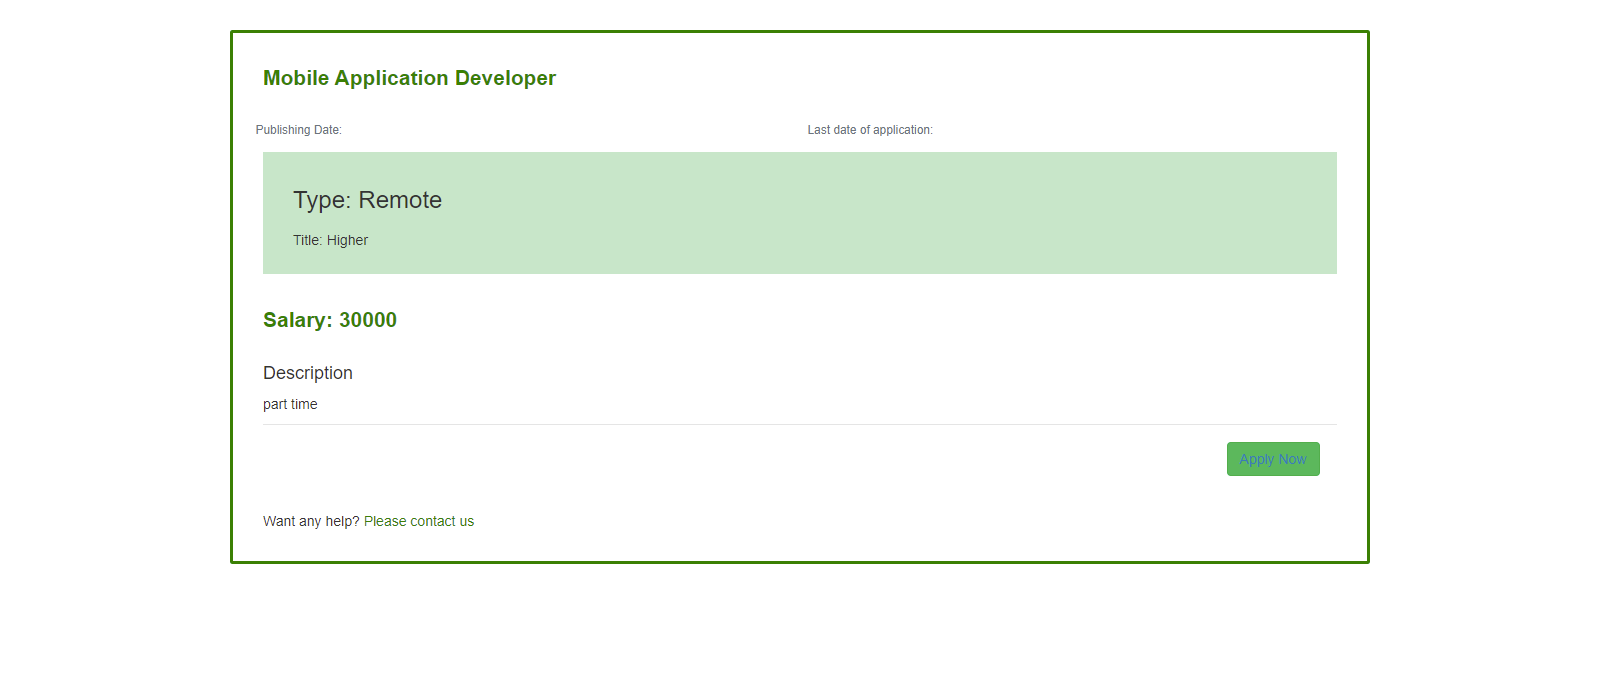 Mobile Application Developer
Publishing Date:
Last date of application:
Type: Remote
Title: Higher
Salary: 30000
Description
part time
Apply Now
Want any help? Please contact us